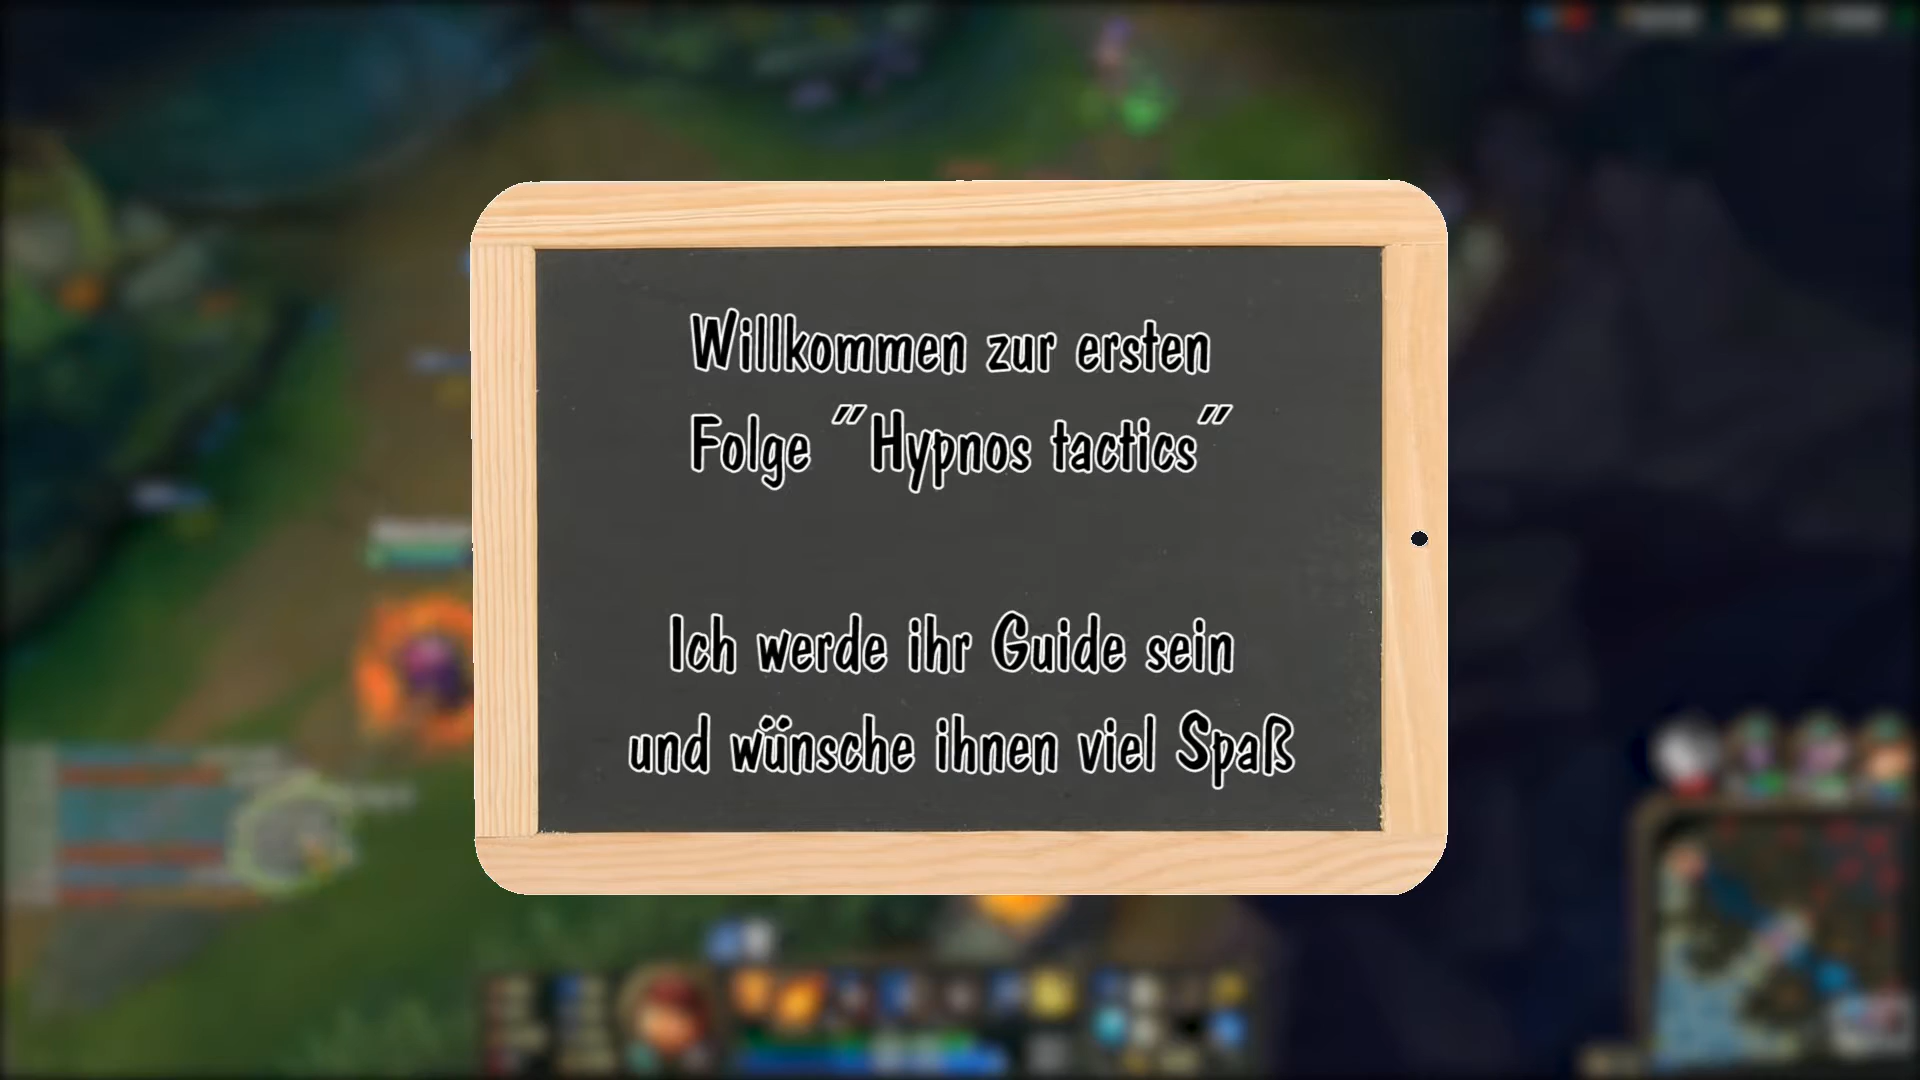 Willkommen zur ersten
Folge "Hypnos tactics"
Ich werde ihr Guide sein
und wünsche ihnen viel Spaß